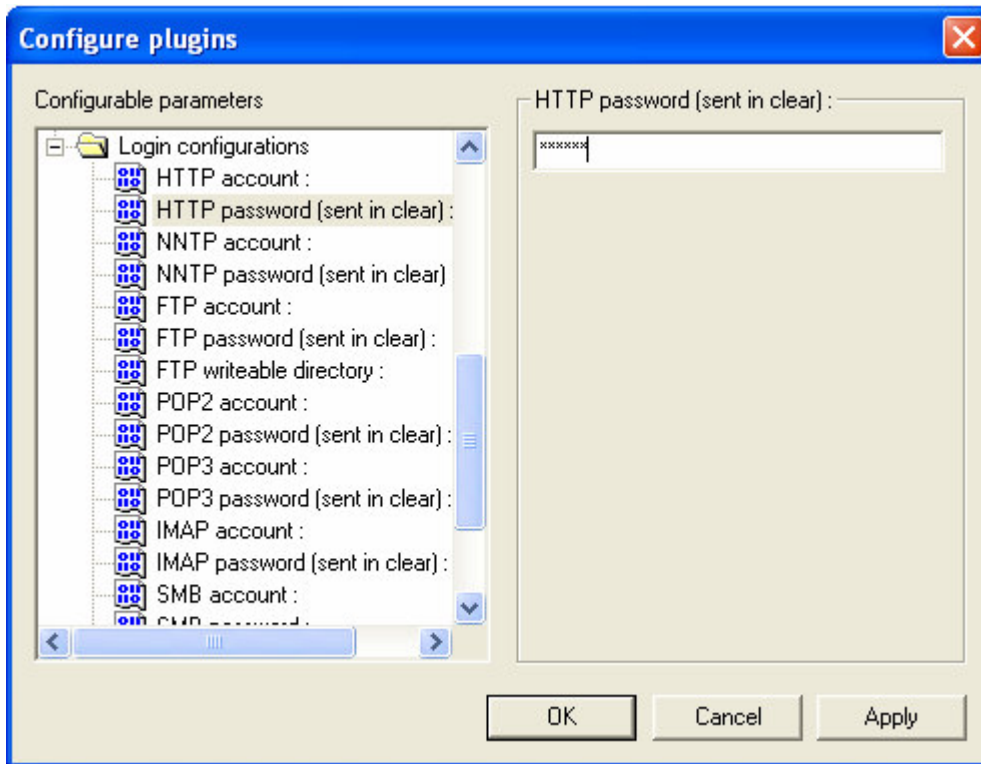 Configure plugins
Configurable parameters
Login configurations
HTTP account :
HTTP password (sent in clear) :
NNTP account :
NNTP password (sent in clear)
FTP account :
FTP password (sent in clear) :
FTP writeable directory :
POP2 account :
POP2 password (sent in clear) :
POP3 account :
POP3 password (sent in clear) :
IMAP account :
IMAP password (sent in clear) :
SMB account :
SMB password :
HTTP password (sent in clear) :
××××××
OK
Cancel
Apply